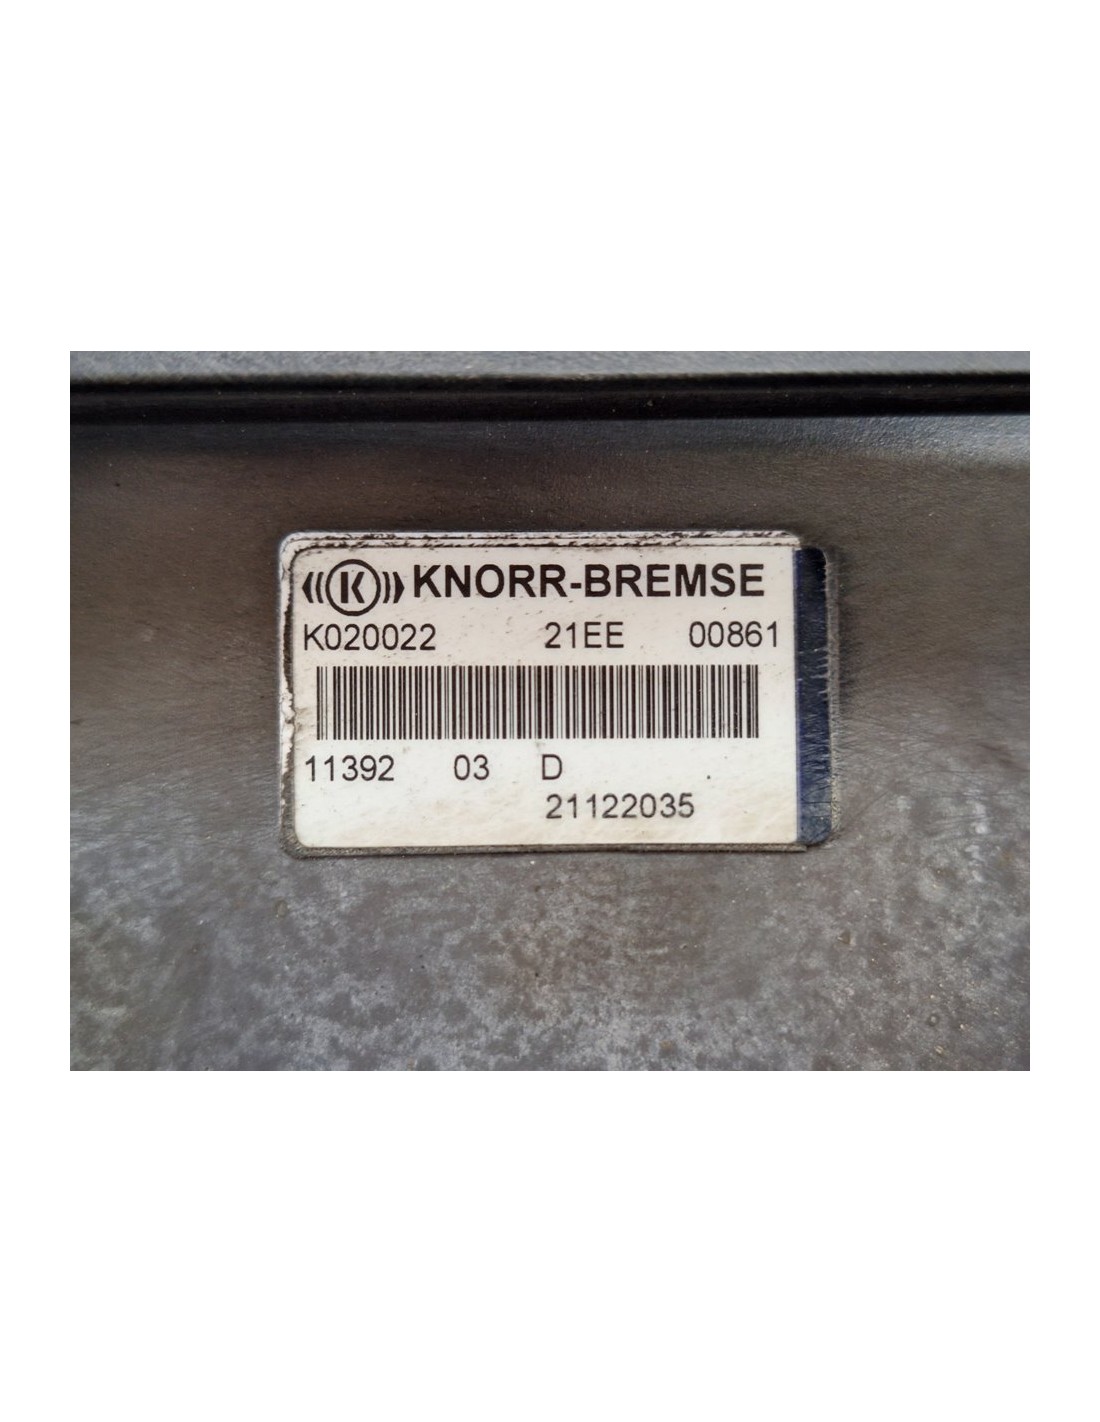 K KNORR-BREMSE
K020022 21EE 00861
11392 03 D
21122035